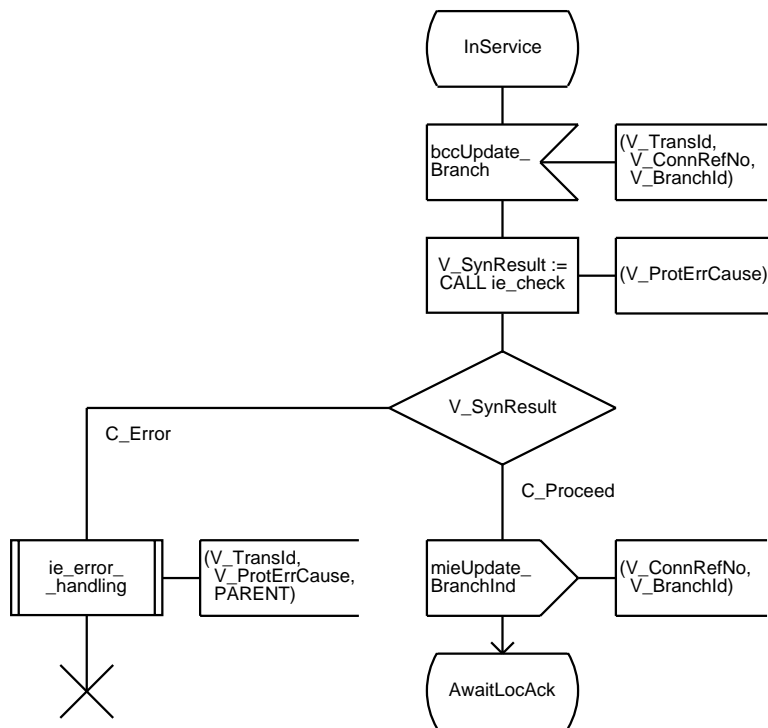 InService
bccUpdate_
Branch
(V_TransId,
V_ConnRefNo,
V_BranchId)
V_SynResult :=
CALL ie_check
(V_ProtErrCause)
V_SynResult
C_Error
C_Proceed
ie_error_
_handling
(V_TransId,
V_ProtErrCause,
PARENT)
mieUpdate_
BranchInd
(V_ConnRefNo,
V_BranchId)
AwaitLocAck